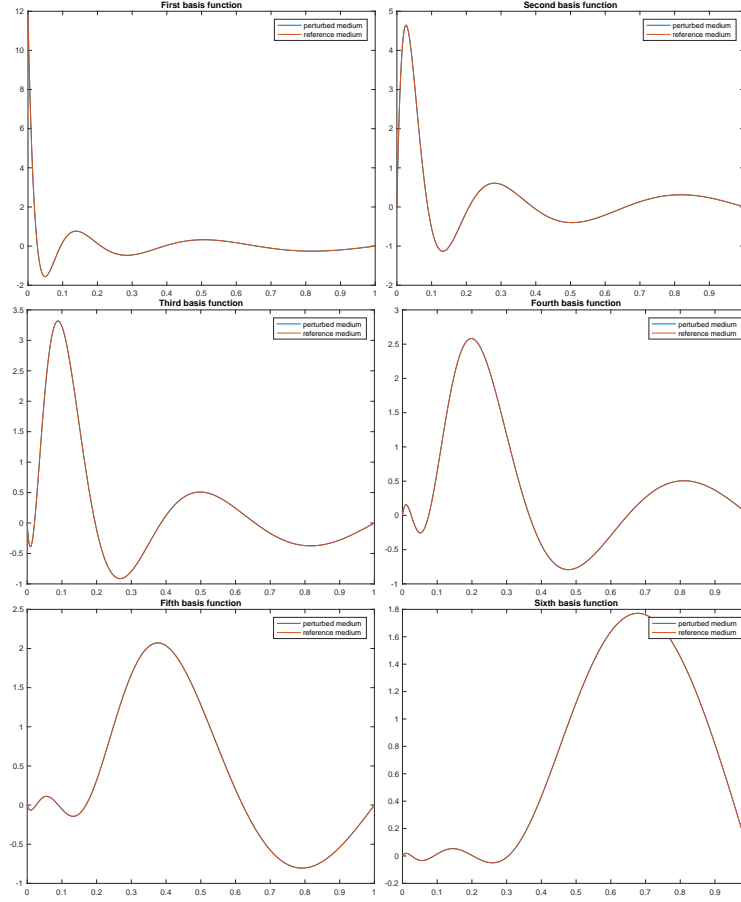 First basis function
perturbed medium
reference medium
12
10
8
6
4
2
0
-2
0 0.1 0.2 0.3 0.4 0.5 0.6 0.7 0.8 0.9 1
Second basis function
perturbed medium
reference medium
5
4
3
2
1
0
-1
-2
0 0.1 0.2 0.3 0.4 0.5 0.6 0.7 0.8 0.9
Third basis function
perturbed medium
reference medium
3.5
3
2.5
2
1.5
1
0.5
0
-0.5
-1
0 0.1 0.2 0.3 0.4 0.5 0.6 0.7 0.8 0.9 1
Fourth basis function
perturbed medium
reference medium
3
2.5
2
1.5
1
0.5
0
-0.5
-1
0 0.1 0.2 0.3 0.4 0.5 0.6 0.7 0.8 0.9
Fifth basis function
perturbed medium
reference medium
2.5
2
1.5
1
0.5
0
-0.5
-1
0 0.1 0.2 0.3 0.4 0.5 0.6 0.7 0.8 0.9 1
Sixth basis function
perturbed medium
reference medium
1.8
1.6
1.4
1.2
1
0.8
0.6
0.4
0.2
0
-0.2
0 0.1 0.2 0.3 0.4 0.5 0.6 0.7 0.8 0.9